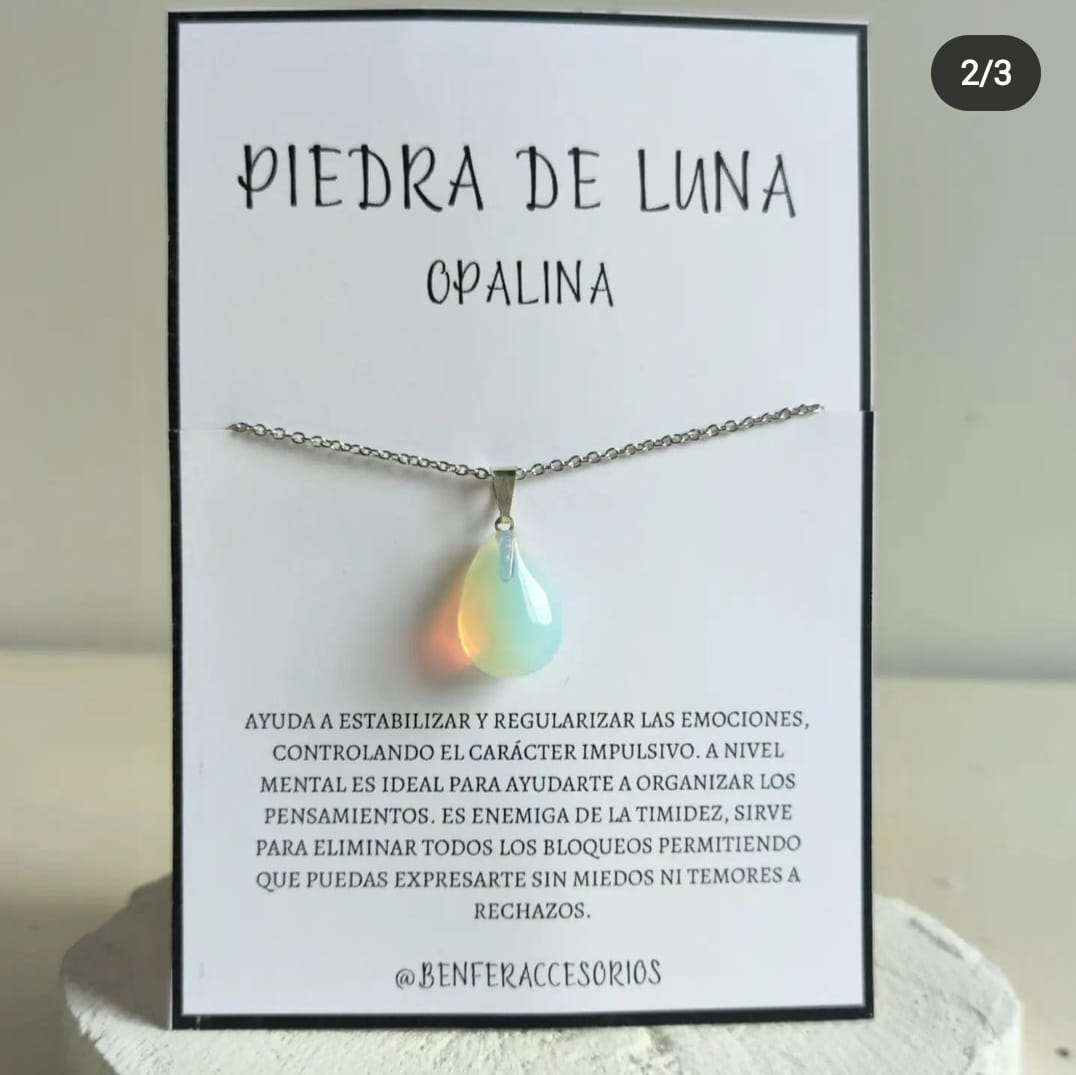 2/3
PIEDRA DE LUNA
OPALINA
AYUDA A ESTABILIZAR Y REGULARIZAR LAS EMOCIONES,
CONTROLANDO EL CARÁCTER IMPULSIVO. A NIVEL
MENTAL ES IDEAL PARA AYUDARTE A ORGANIZAR LOS
PENSAMIENTOS. ES ENEMIGA DE LA TIMIDEZ, SIRVE
PARA ELIMINAR TODOS LOS BLOQUEOS PERMITIENDO
QUE PUEDAS EXPRESARTE SIN MIEDOS NI TEMORES A
RECHAZOS.
@BENFERACCESORIOS